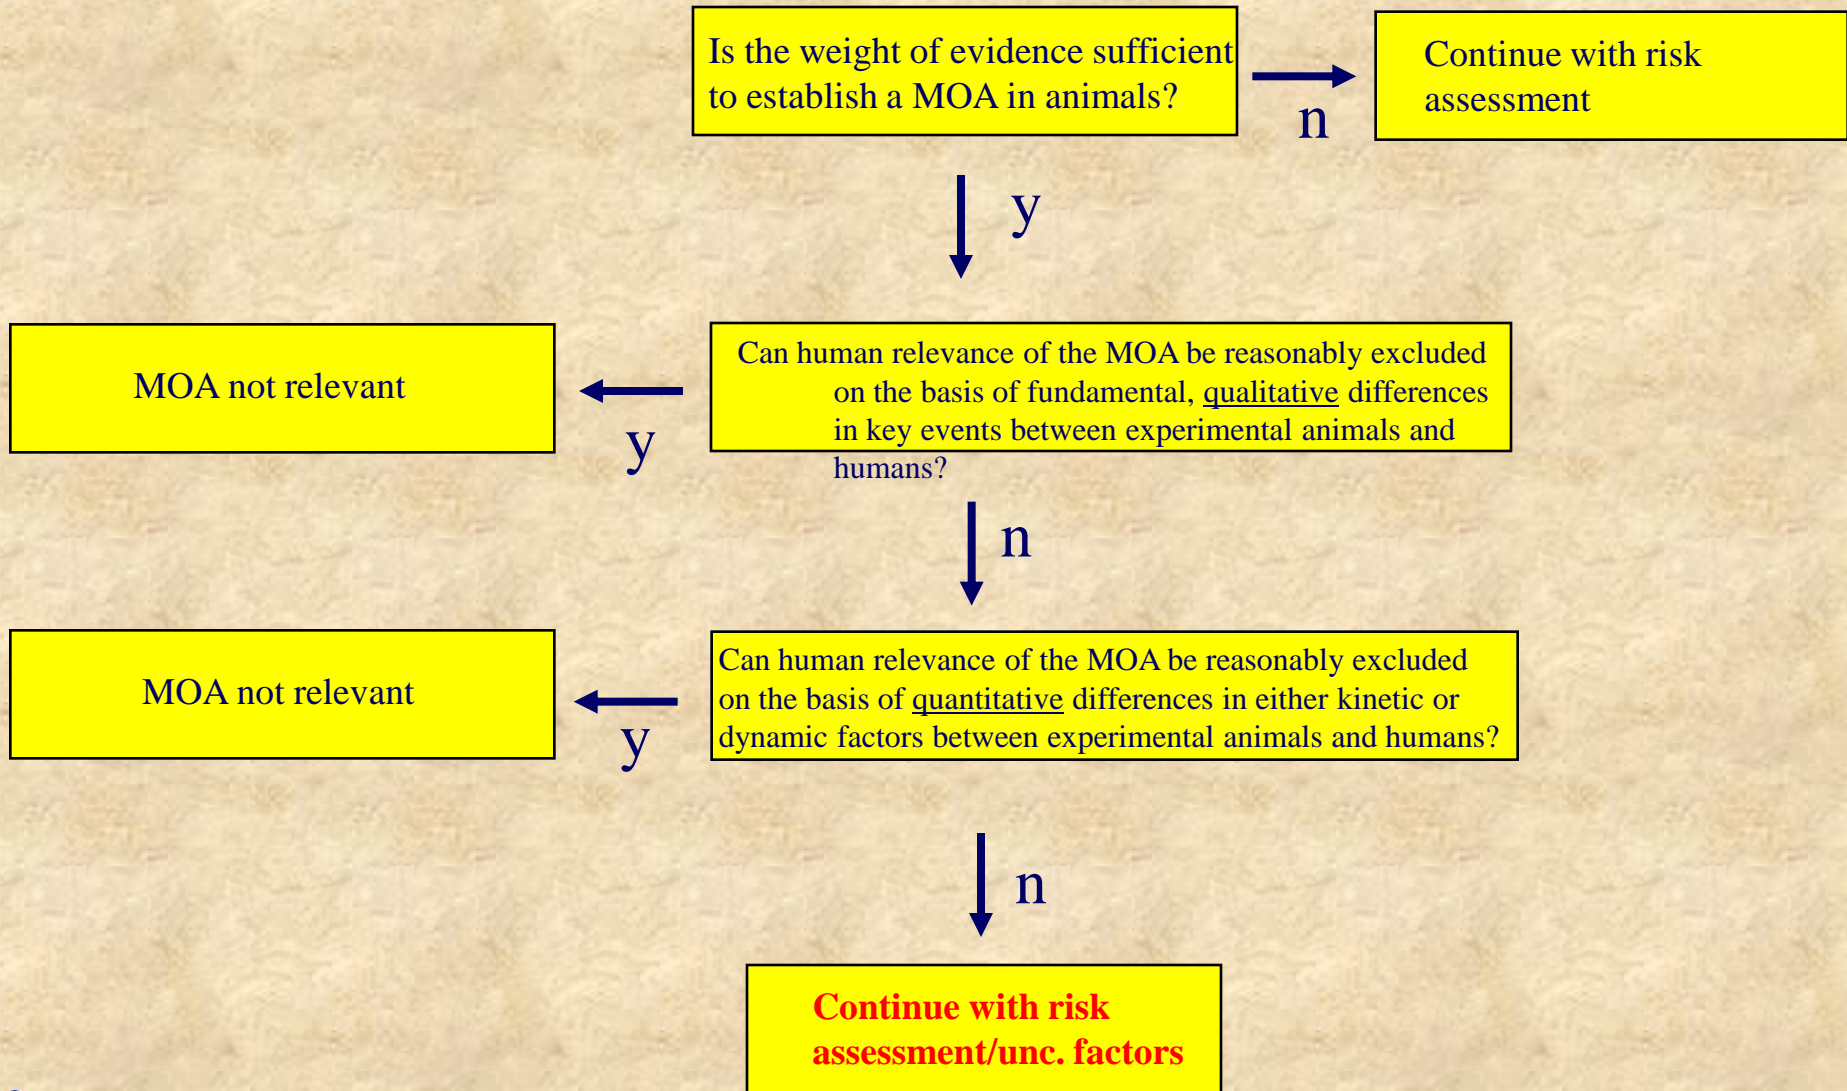 Is the weight of evidence sufficient
to establish a MOA in animals?
n
Continue with risk
assessment
y
MOA not relevant
y
Can human relevance of the MOA be reasonably excluded
on the basis of fundamental, qualitative differences
in key events between experimental animals and
humans?
n
MOA not relevant
y
Can human relevance of the MOA be reasonably excluded
on the basis of quantitative differences in either kinetic or
dynamic factors between experimental animals and humans?
n
Continue with risk
assessment/unc. factors